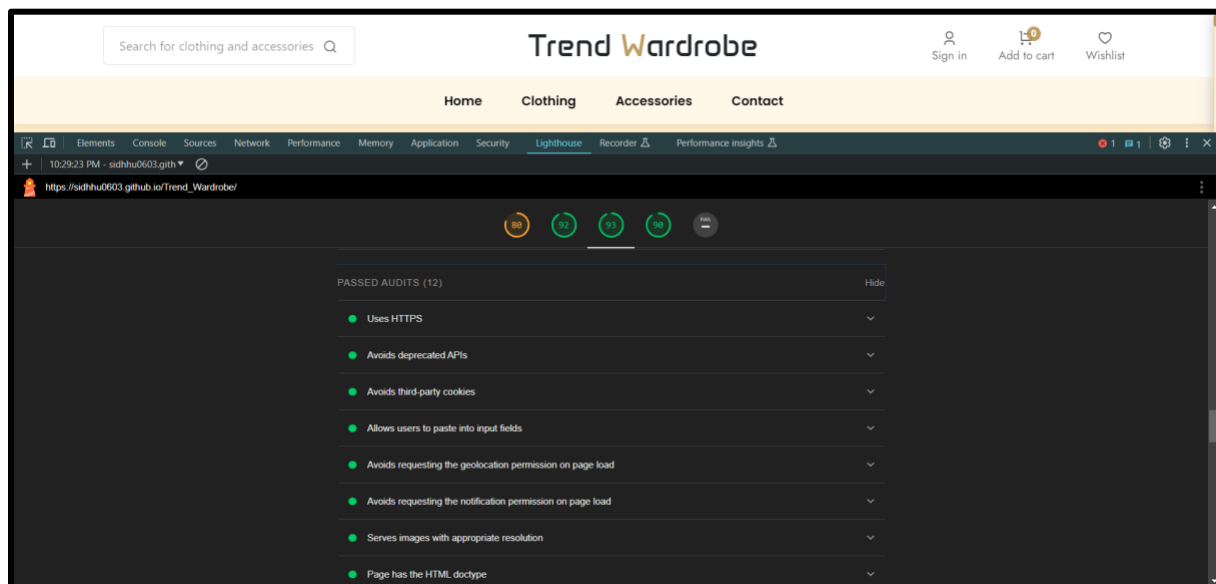 Search for clothing and accessories
Trend Wardrobe
Sign in
0
Add to cart
Wishlist
Home Clothing Accessories Contact
Elements Console Sources Network Performance Memory Application Security Lighthouse Recorder Performance insights 1 1
10:29:23 PM - sidhhu0603.gith
https://sidhhu0603.github.io/Trend_Wardrobe/
80 92 93 90
PASSED AUDITS (12) Hide
Uses HTTPS
Avoids deprecated APIs
Avoids third-party cookies
Allows users to paste into input fields
Avoids requesting the geolocation permission on page load
Avoids requesting the notification permission on page load
Serves images with appropriate resolution
Page has the HTML doctype